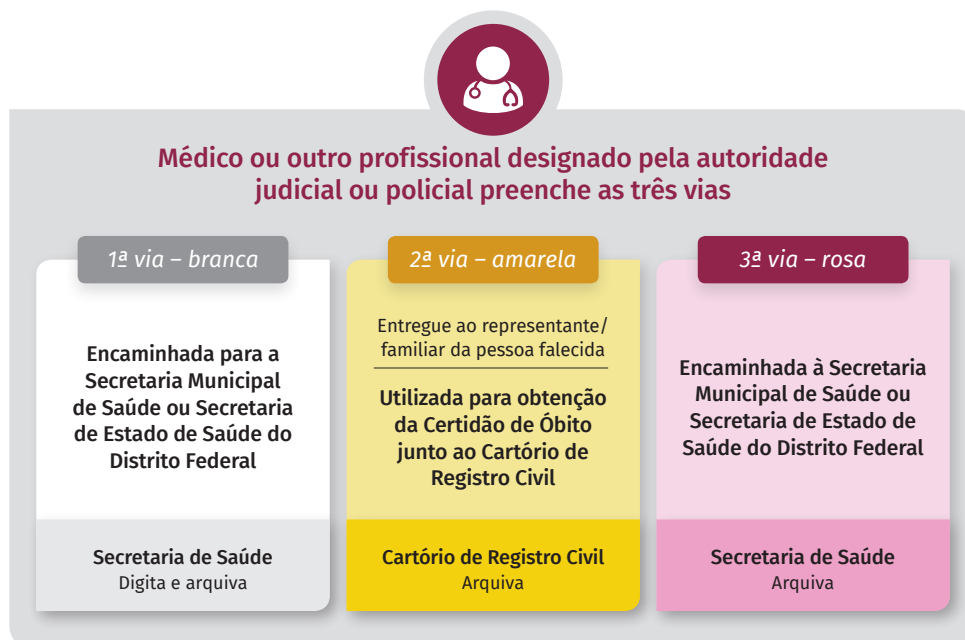 Médico ou outro profissional designado pela autoridade
judicial ou policial preenche as três vias
1ª via – branca
Encaminhada para a
Secretaria Municipal
de Saúde ou Secretaria
de Estado de Saúde do
Distrito Federal
Secretaria de Saúde
Digita e arquiva
2ª via – amarela
Entregue ao representante/
familiar da pessoa falecida
Utilizada para obtenção
da Certidão de Óbito
junto ao Cartório de
Registro Civil
Cartório de Registro Civil
Arquiva
3ª via – rosa
Encaminhada à Secretaria
Municipal de Saúde ou
Secretaria de Estado de
Saúde do Distrito Federal
Secretaria de Saúde
Arquiva